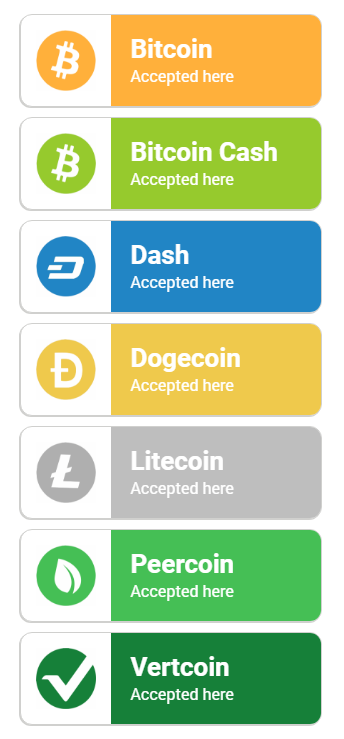 Bitcoin
Accepted here
Bitcoin Cash
Accepted here
Dash
Accepted here
Dogecoin
Accepted here
Litecoin
Accepted here
Peercoin
Accepted here
Vertcoin
Accepted here